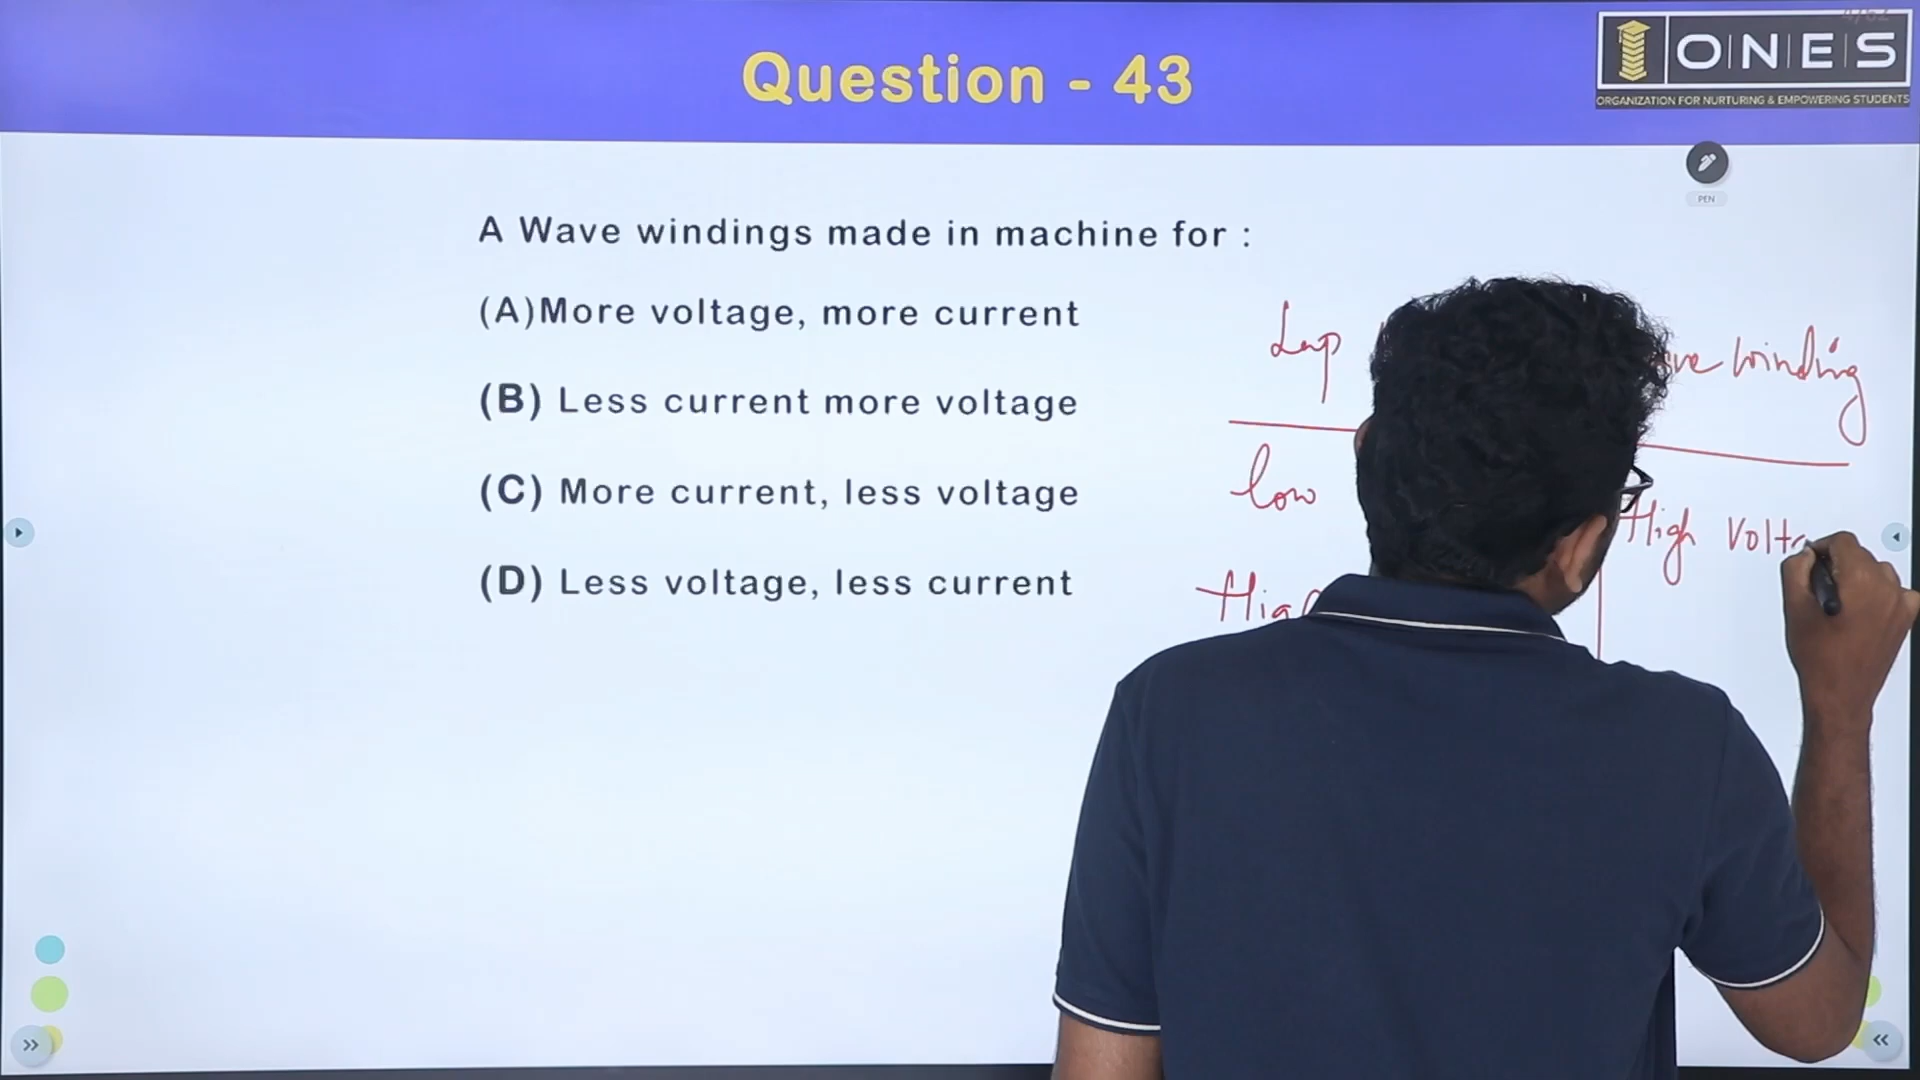 Question - 43
ONES
ORGANIZATION FOR NURTURING & EMPOWERING STUDENTS
PEN
A Wave windings made in machine for :
(A)More voltage, more current
(B) Less current more voltage
(C) More current, less voltage
(D) Less voltage, less current
Lap
winding
low
High